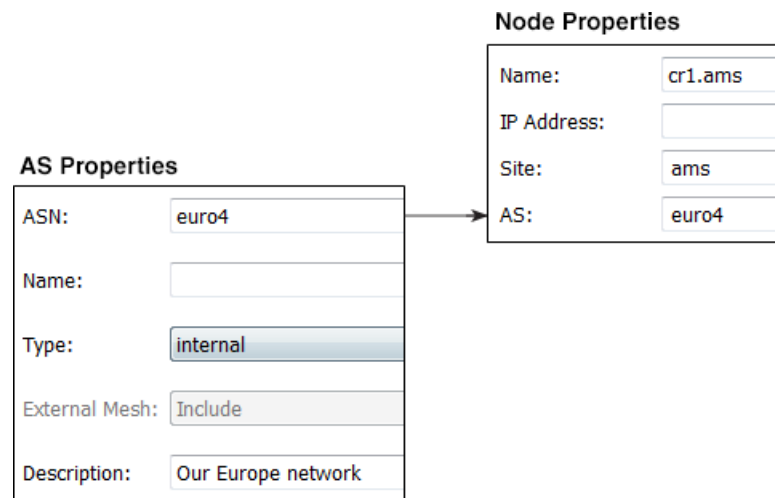 Node Properties
Name: cr1.ams
IP Address:
Site: ams
AS: euro4
AS Properties
ASN: euro4
Name:
Type: internal
External Mesh: Include
Description: Our Europe network